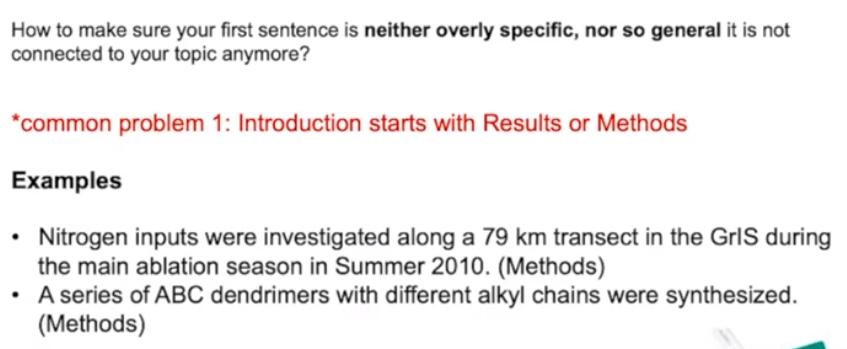 How to make sure your first sentence is neither overly specific, nor so general it is not
connected to your topic anymore?
*common problem 1: Introduction starts with Results or Methods
Examples
• Nitrogen inputs were investigated along a 79 km transect in the GrIS during
the main ablation season in Summer 2010. (Methods)
• A series of ABC dendrimers with different alkyl chains were synthesized.
(Methods)